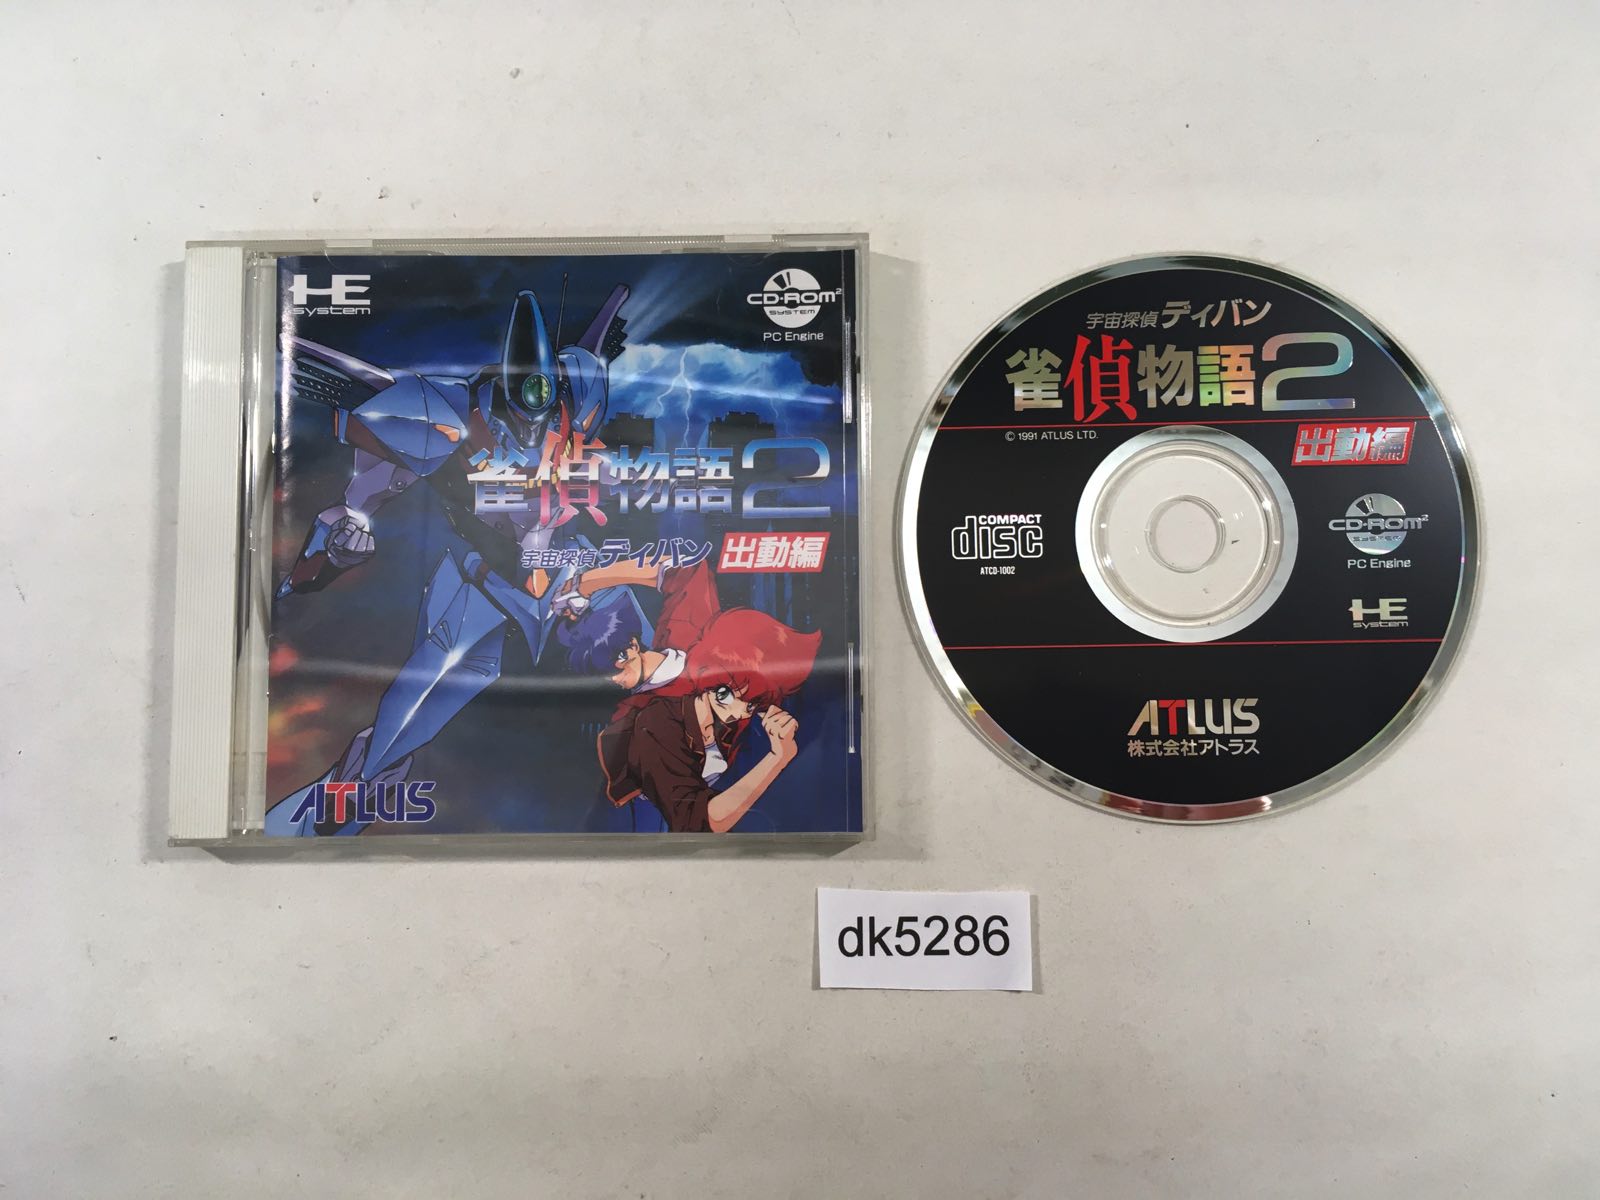 HE
system
CD-ROM²
SYSTEM
PC Engine
雀偵物語2
宇宙探偵ディバン 出動編
ATLUS
宇宙探偵ディバン
雀偵物語2
© 1991 ATLUS LTD.
出動編
COMPACT
disc
ATCD-1002
CD-ROM²
SYSTEM
PC Engine
HE
system
ATLUS
株式会社アトラス
dk5286